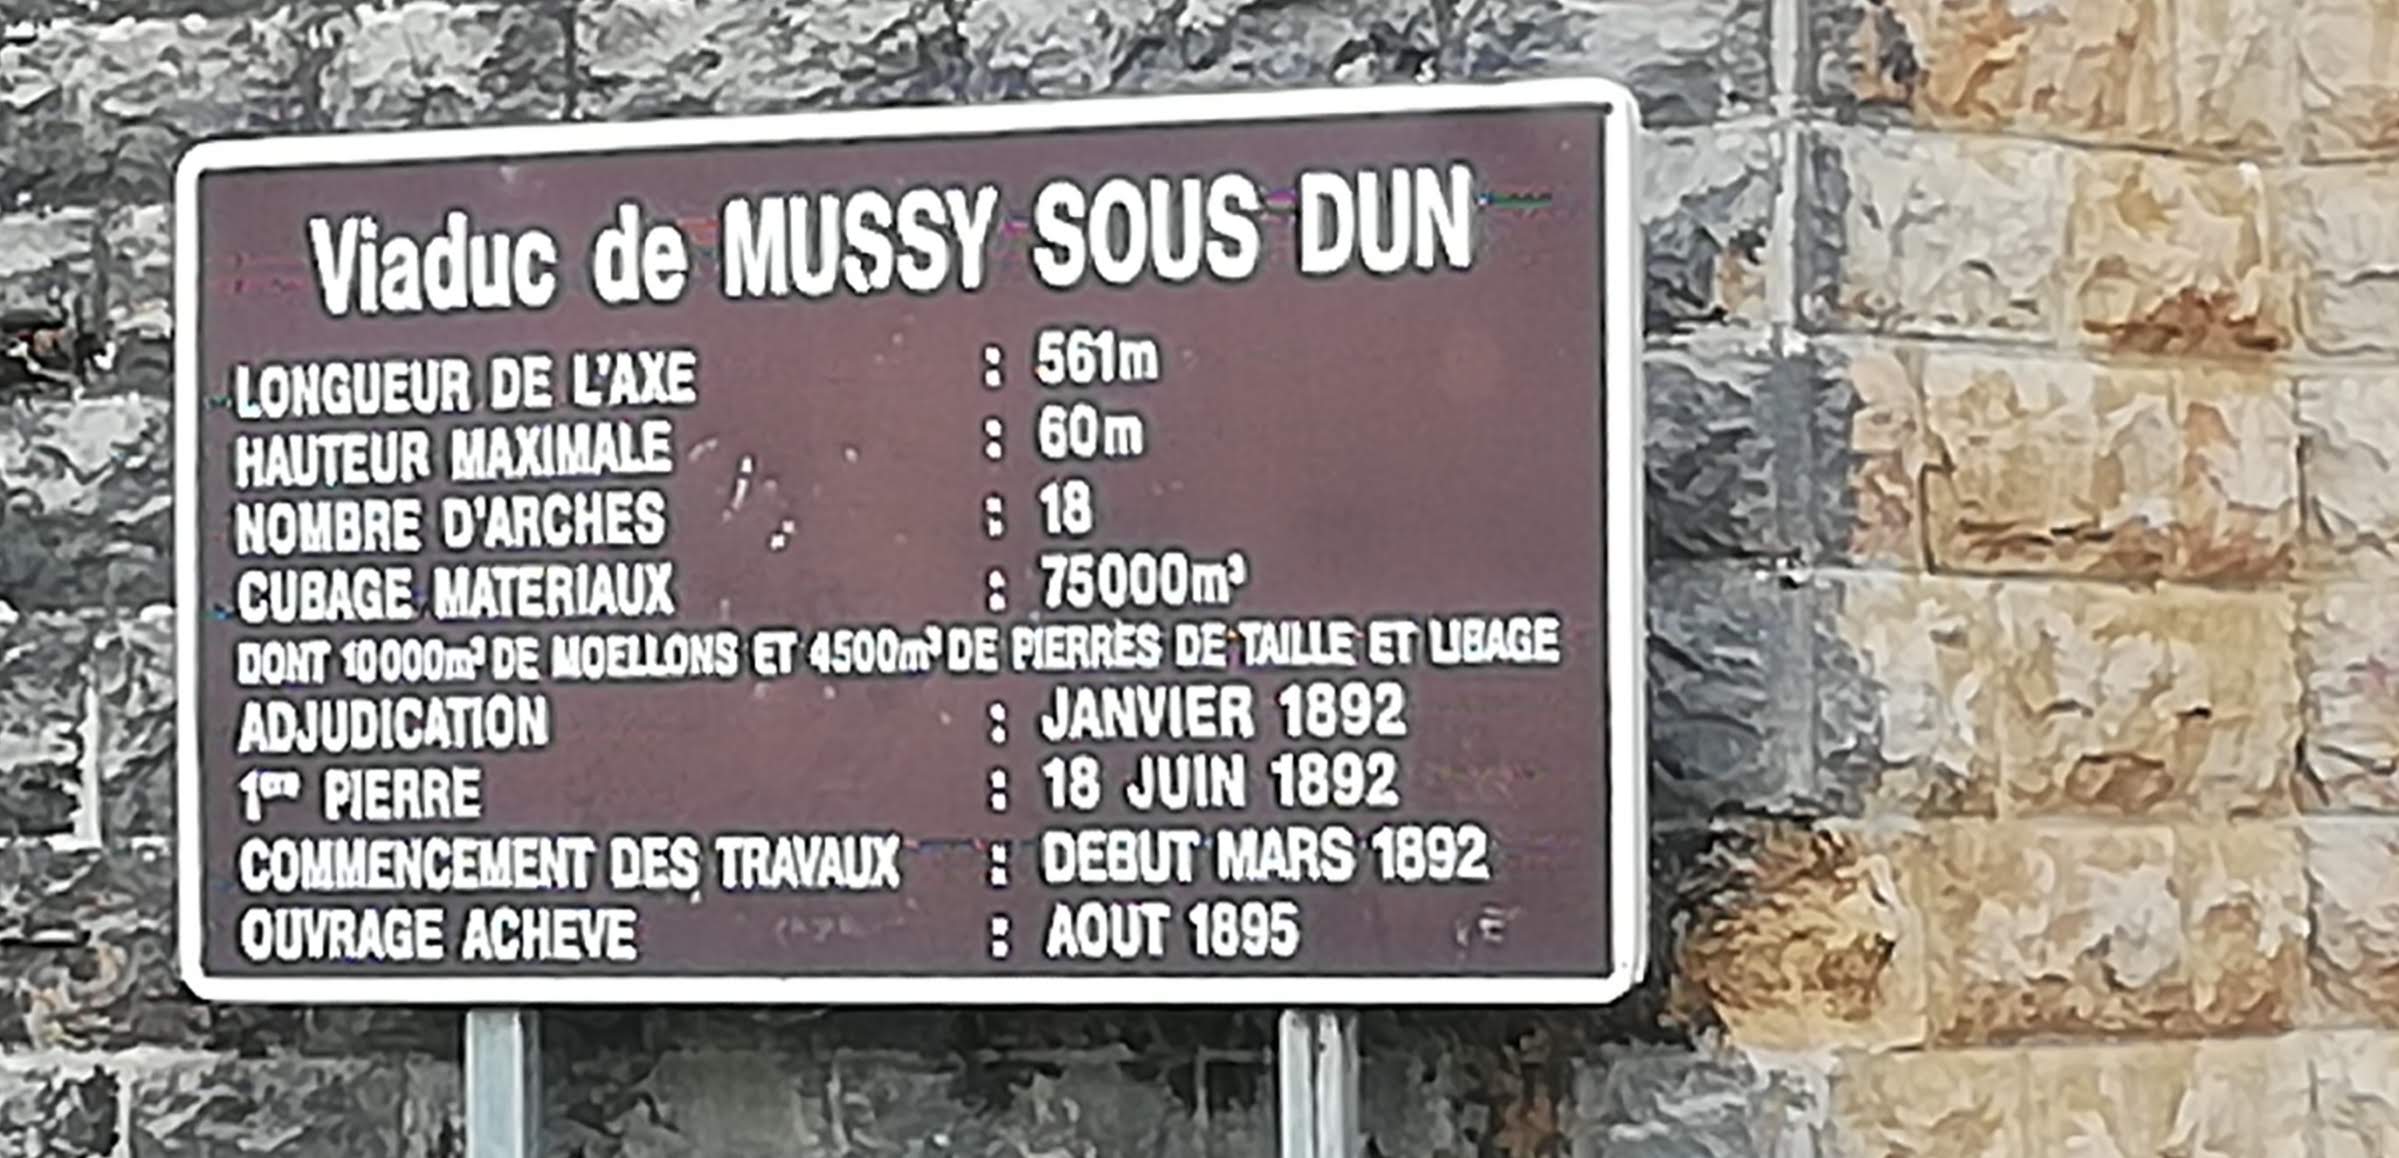 Viaduc de MUSSY SOUS DUN
LONGUEUR DE L'AXE : 561m
HAUTEUR MAXIMALE : 60m
NOMBRE D'ARCHES : 18
CUBAGE MATERIAUX : 75000m³
DONT 10000m³ DE MOELLONS ET 4500m³ DE PIERRES DE TAILLE ET LIBAGE
ADJUDICATION : JANVIER 1892
1ère PIERRE : 18 JUIN 1892
COMMENCEMENT DES TRAVAUX : DEBUT MARS 1892
OUVRAGE ACHEVE : AOUT 1895